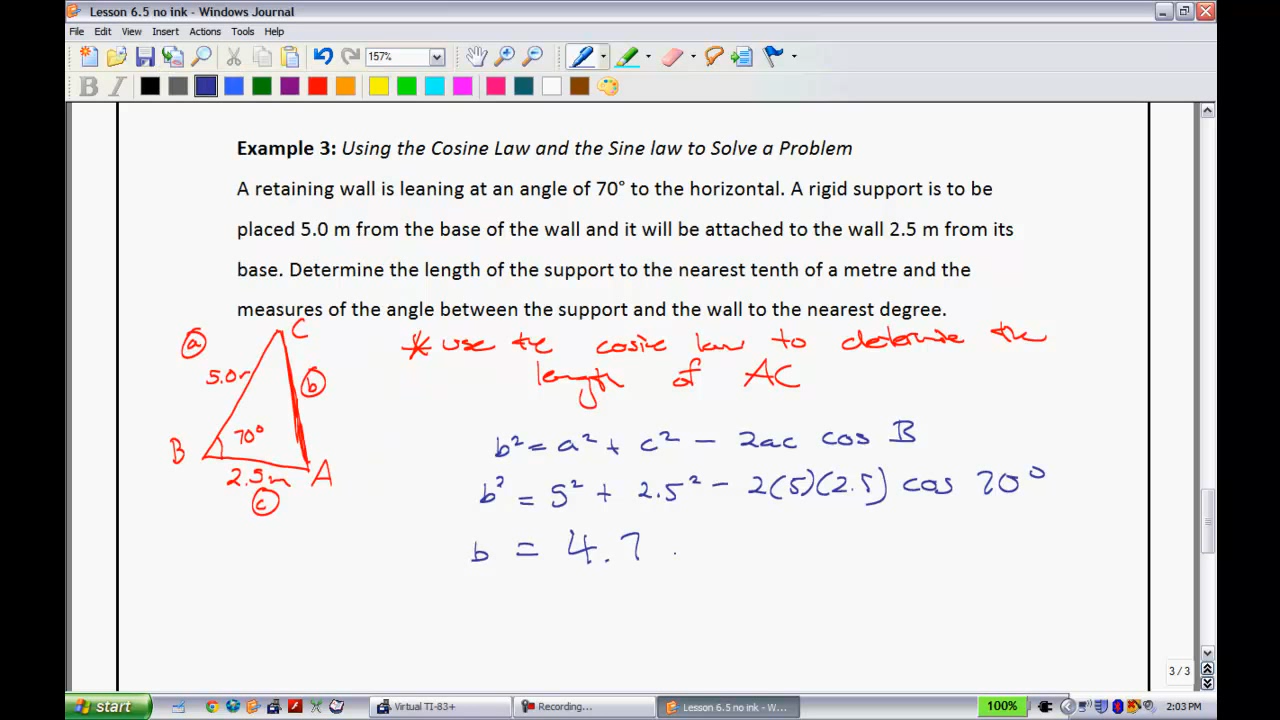 Lesson 6.5 no ink - Windows Journal
File Edit View Insert Actions Tools Help
157%
B I
Example 3: Using the Cosine Law and the Sine law to Solve a Problem
A retaining wall is leaning at an angle of 70° to the horizontal. A rigid support is to be
placed 5.0 m from the base of the wall and it will be attached to the wall 2.5 m from its
base. Determine the length of the support to the nearest tenth of a metre and the
measures of the angle between the support and the wall to the nearest degree.
C
a
5.0m
b
B
70°
2.5m
A
c
* use the cosine law to determine the
length of AC
b² = a² + c² - 2ac cos B
b² = 5² + 2.5² - 2(5)(2.5) cos 70°
b = 4.7
3/3
start
Virtual TI-83+
Recording...
Lesson 6.5 no ink - W...
100%
2:03 PM